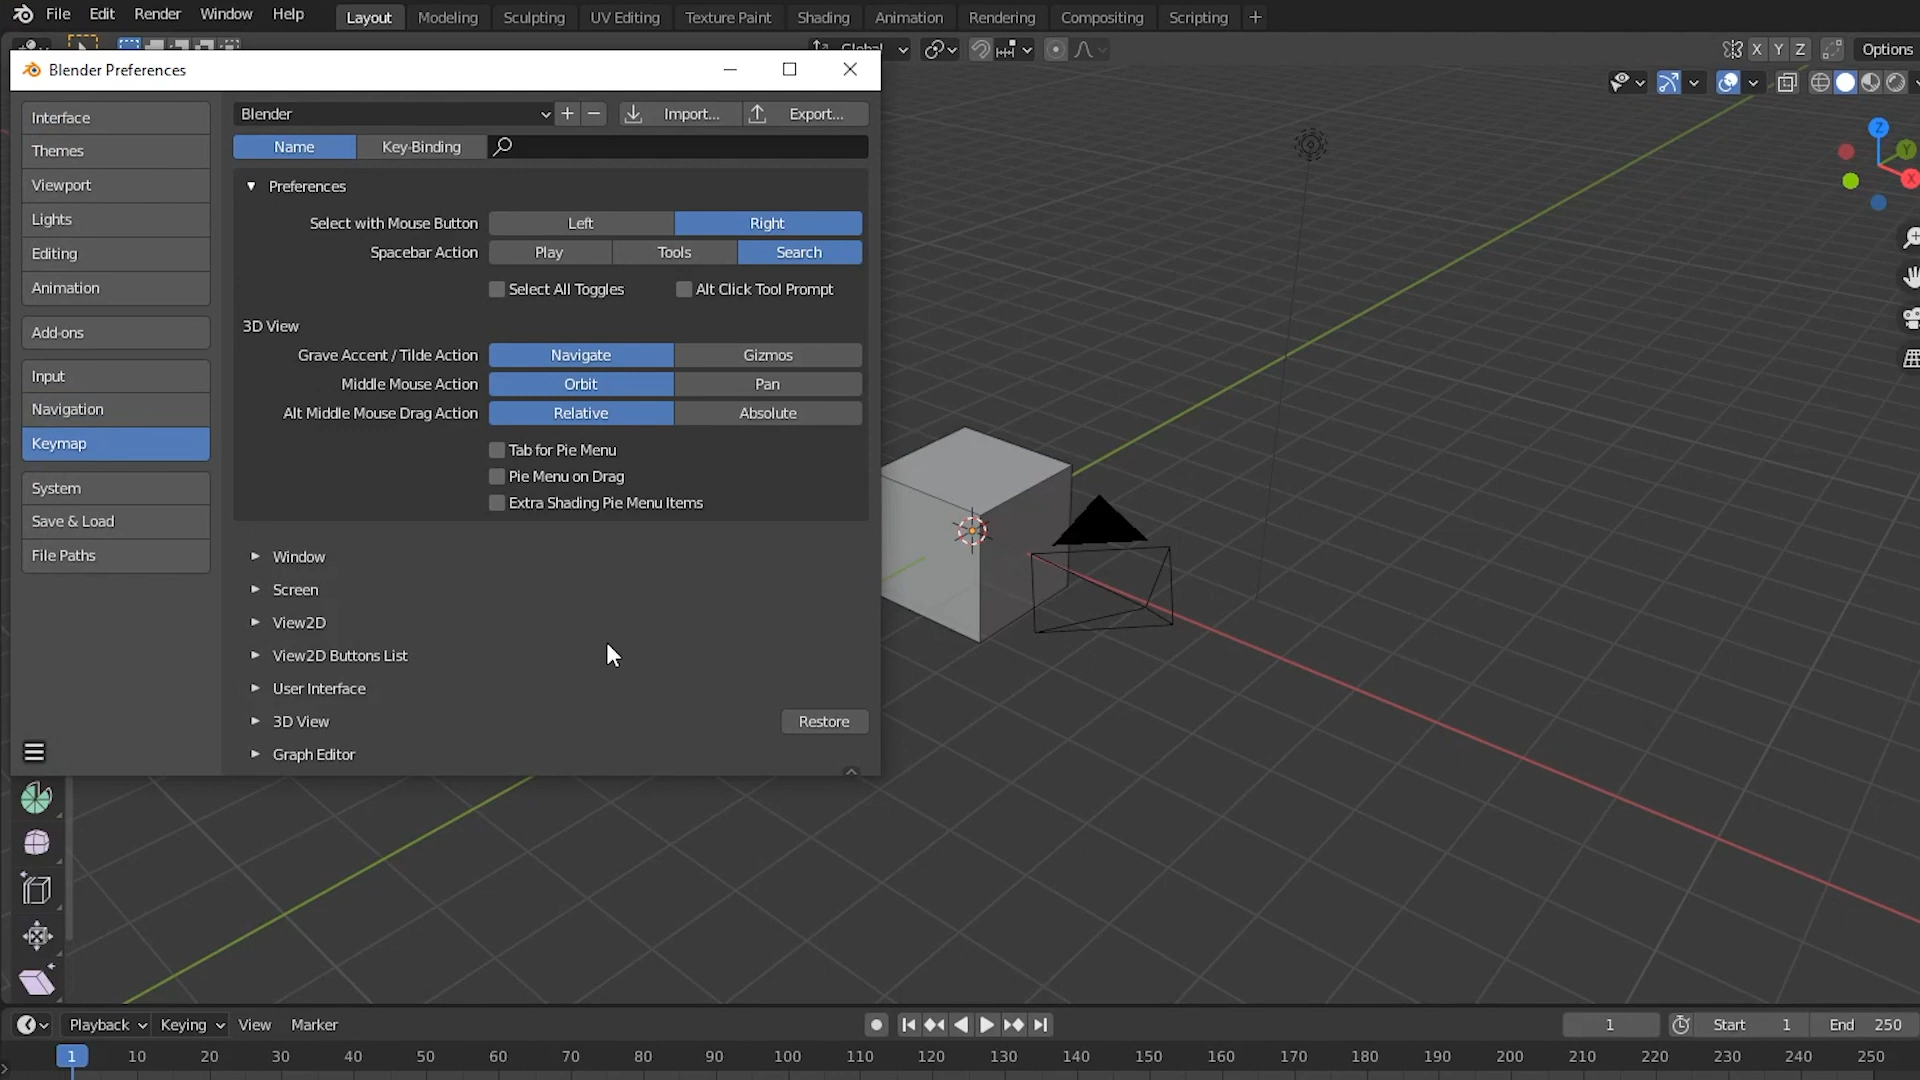 File Edit Render Window Help Layout Modeling Sculpting UV Editing Texture Paint Shading Animation Rendering Compositing Scripting +
Global X Y Z Options
Blender Preferences
Interface
Themes
Viewport
Lights
Editing
Animation
Add-ons
Input
Navigation
Keymap
System
Save & Load
File Paths
Blender + − Import... Export...
Name Key-Binding
Preferences
Select with Mouse Button Left Right
Spacebar Action Play Tools Search
Select All Toggles Alt Click Tool Prompt
3D View
Grave Accent / Tilde Action Navigate Gizmos
Middle Mouse Action Orbit Pan
Alt Middle Mouse Drag Action Relative Absolute
Tab for Pie Menu
Pie Menu on Drag
Extra Shading Pie Menu Items
Window
Screen
View2D
View2D Buttons List
User Interface
3D View Restore
Graph Editor
Z
Y
X
Playback Keying View Marker 1 Start 1 End 250
1 10 20 30 40 50 60 70 80 90 100 110 120 130 140 150 160 170 180 190 200 210 220 230 240 250